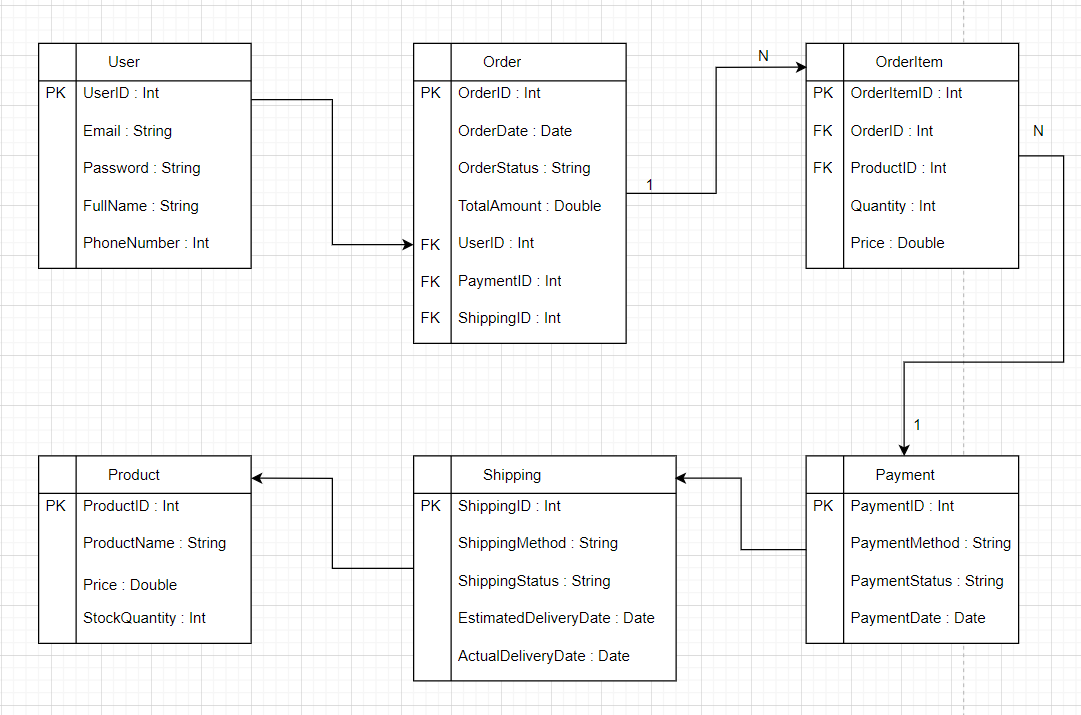 User
PK UserID : Int
Email : String
Password : String
FullName : String
PhoneNumber : Int
Order
PK OrderID : Int
OrderDate : Date
OrderStatus : String
TotalAmount : Double
FK UserID : Int
FK PaymentID : Int
FK ShippingID : Int
1
N
OrderItem
PK OrderItemID : Int
FK OrderID : Int
FK ProductID : Int
Quantity : Int
Price : Double
N
1
Product
PK ProductID : Int
ProductName : String
Price : Double
StockQuantity : Int
Shipping
PK ShippingID : Int
ShippingMethod : String
ShippingStatus : String
EstimatedDeliveryDate : Date
ActualDeliveryDate : Date
Payment
PK PaymentID : Int
PaymentMethod : String
PaymentStatus : String
PaymentDate : Date